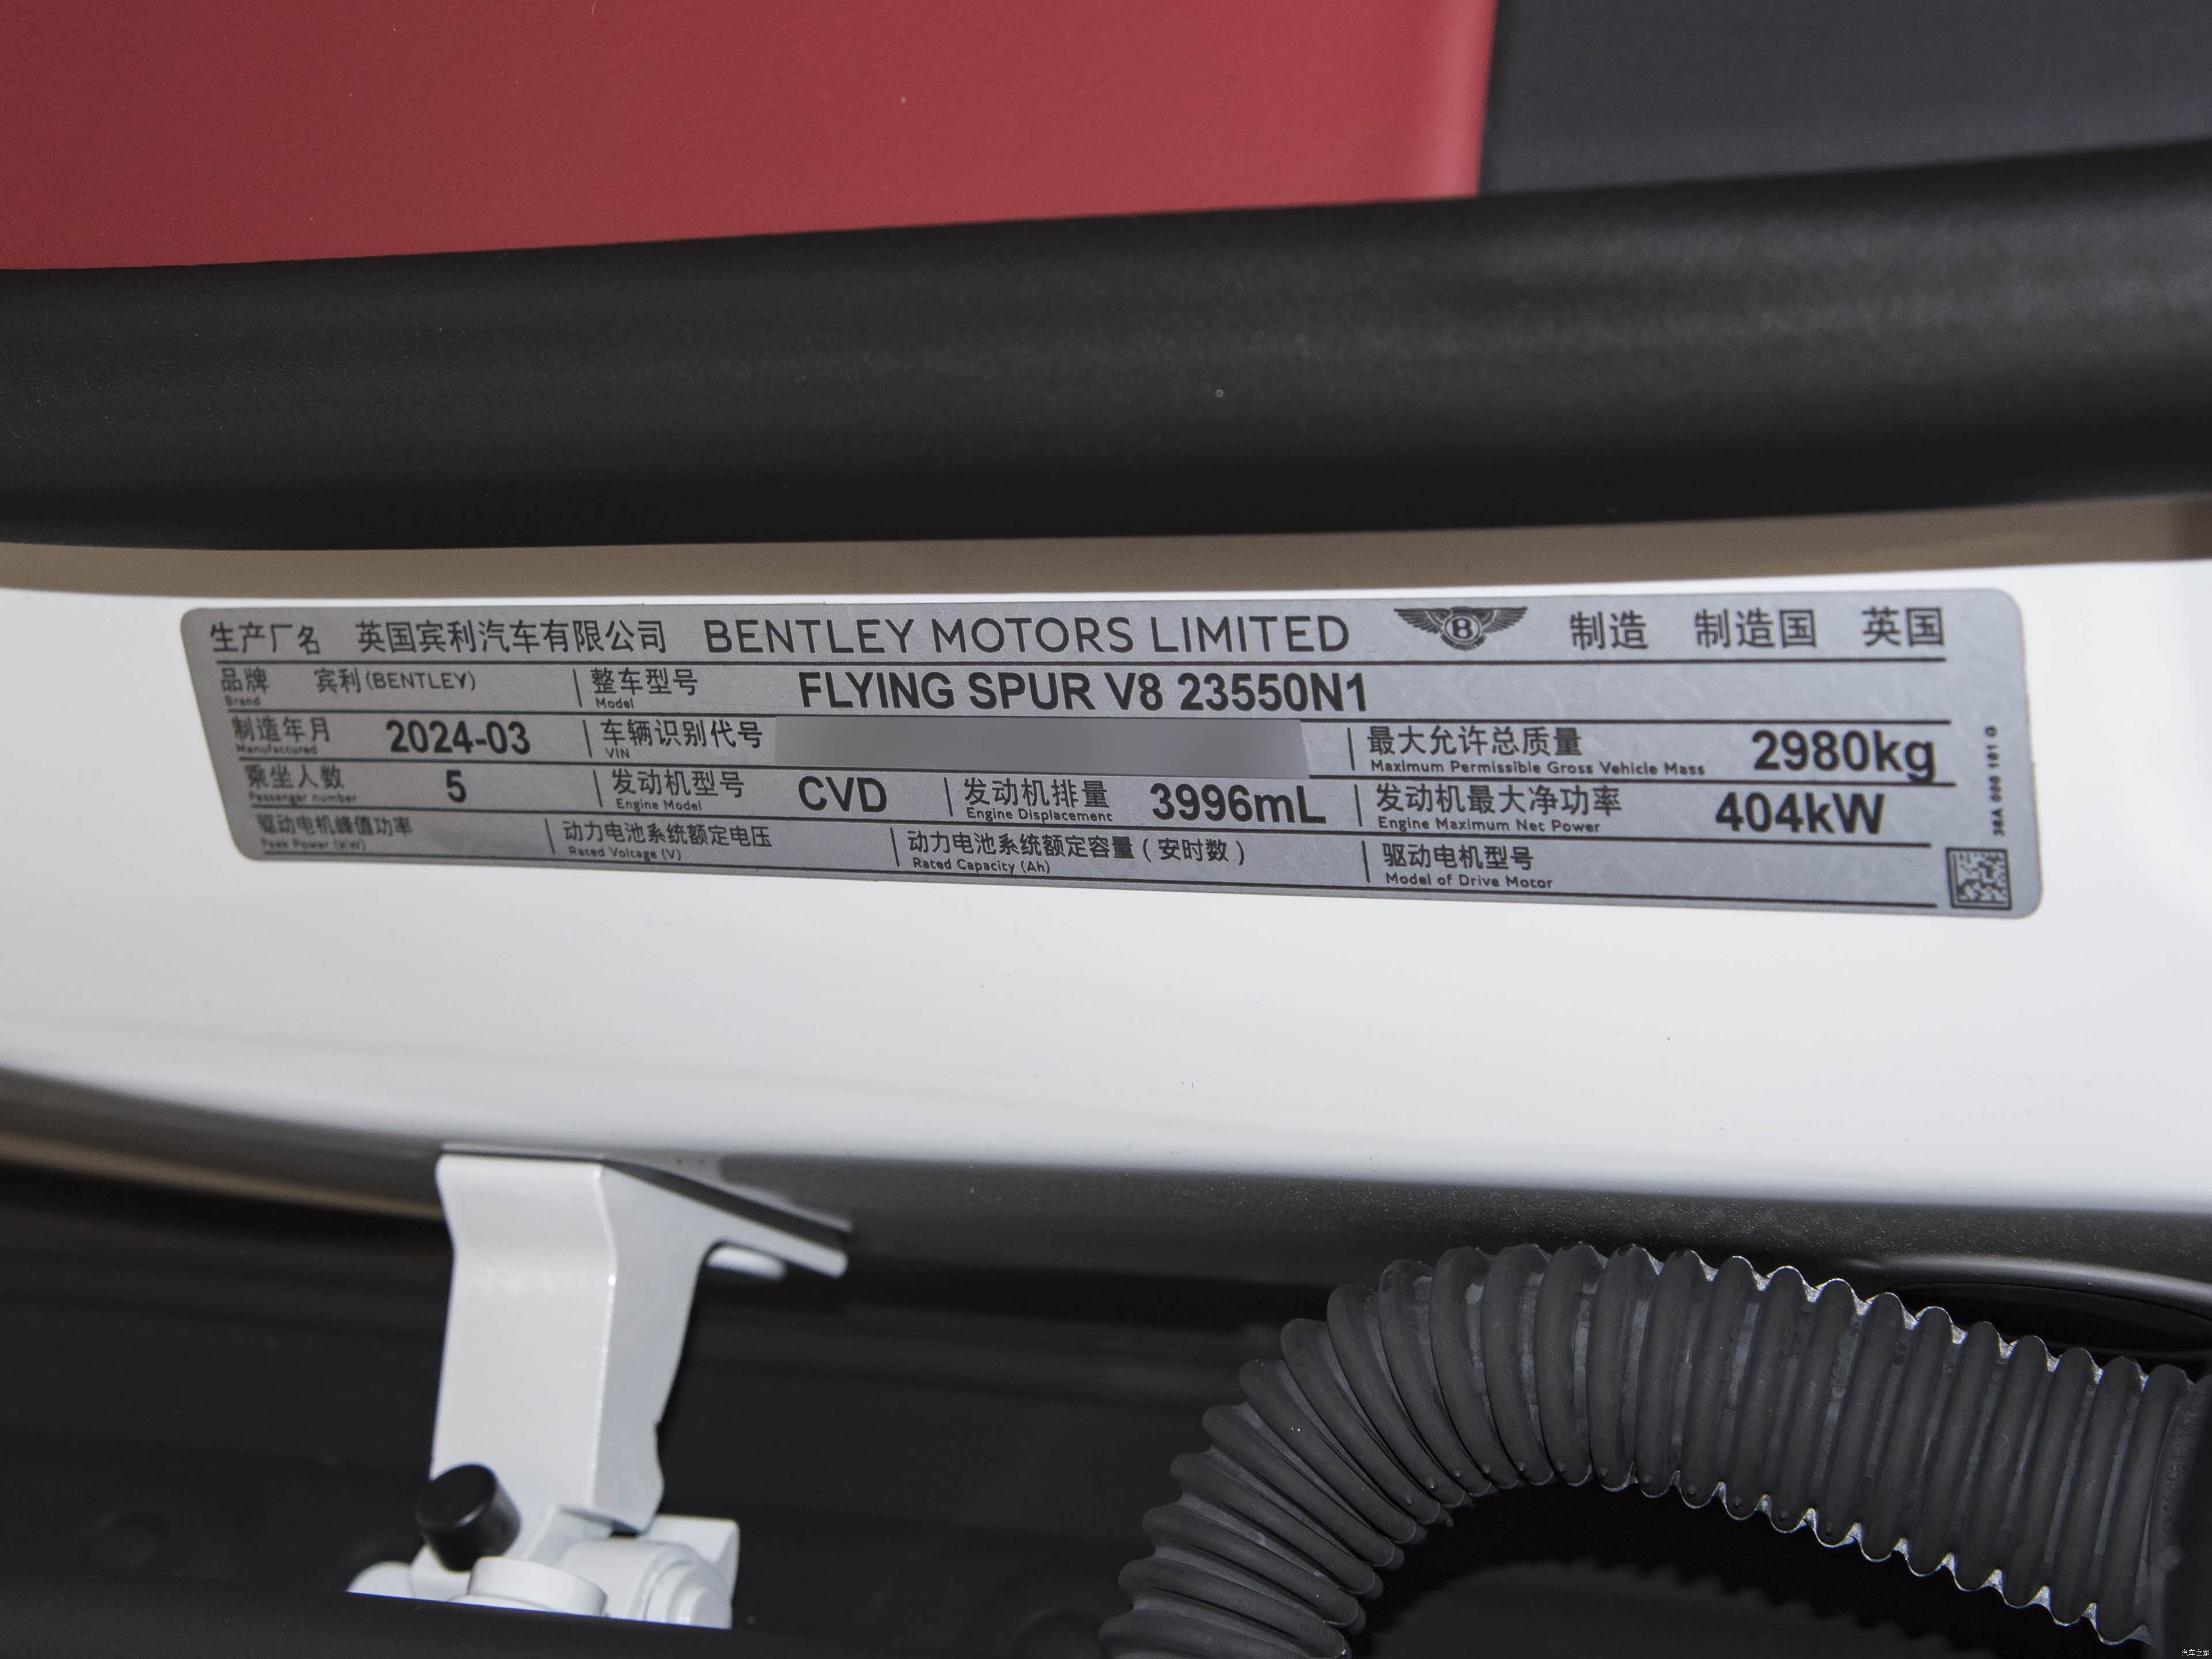 生产厂名 英国宾利汽车有限公司 BENTLEY MOTORS LIMITED B 制造 制造国 英国
品牌 宾利(BENTLEY) 整车型号 FLYING SPUR V8 23550N1
Brand Model
制造年月 2024-03 车辆识别代号 最大允许总质量 2980kg
Manufactured VIN Maximum Permissible Gross Vehicle Mass
乘坐人数 5 发动机型号 CVD 发动机排量 3996mL 发动机最大净功率 404kW
Passenger number Engine Model Engine Displacement Engine Maximum Net Power
驱动电机峰值功率 动力电池系统额定电压 动力电池系统额定容量（安时数） 驱动电机型号
Peak Power (KW) Rated Voltage (V) Rated Capacity (Ah) Model of Drive Motor
汽车之家